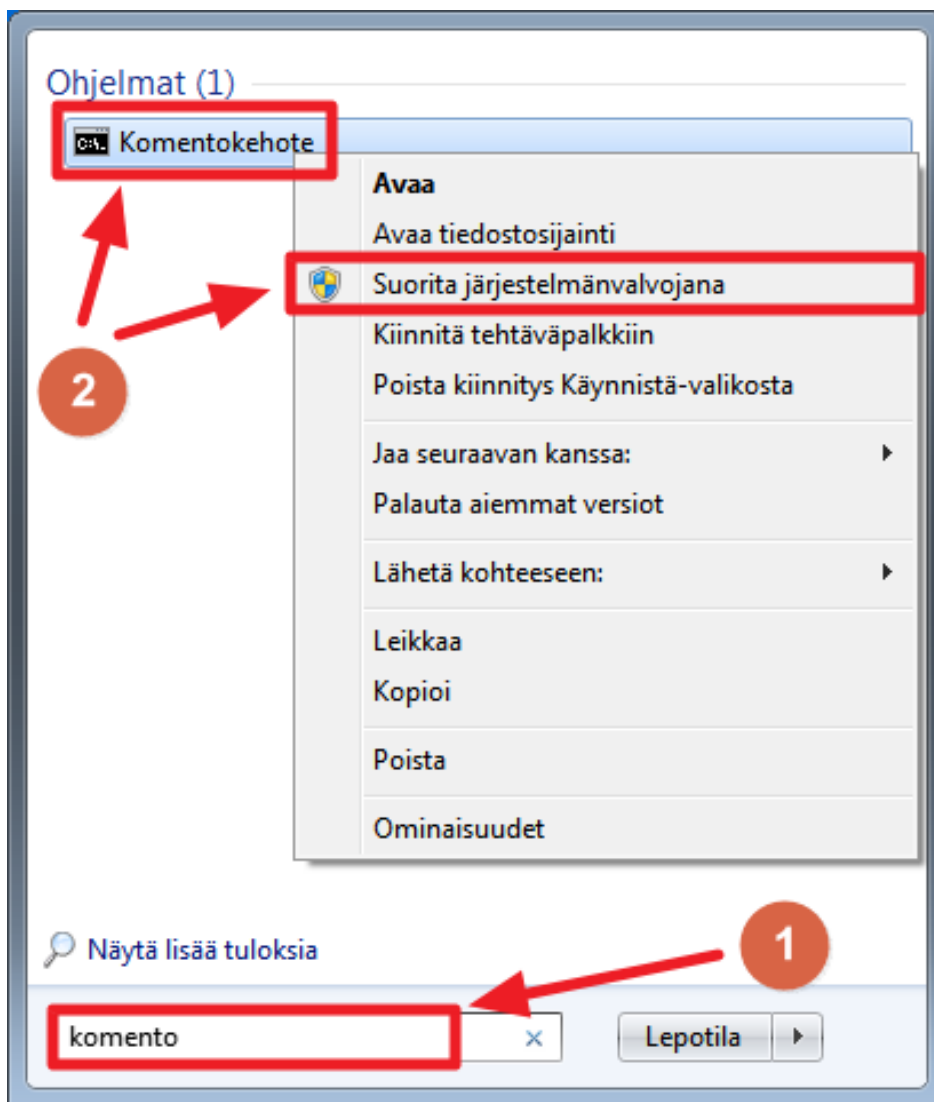 Ohjelmat (1)
Komentokehote
Avaa
Avaa tiedostosijainti
Suorita järjestelmänvalvojana
Kiinnitä tehtäväpalkkiin
Poista kiinnitys Käynnistä-valikosta
2
Jaa seuraavan kanssa:
Palauta aiemmat versiot
Lähetä kohteeseen:
Leikkaa
Kopioi
Poista
Ominaisuudet
Näytä lisää tuloksia
1
komento
Lepotila